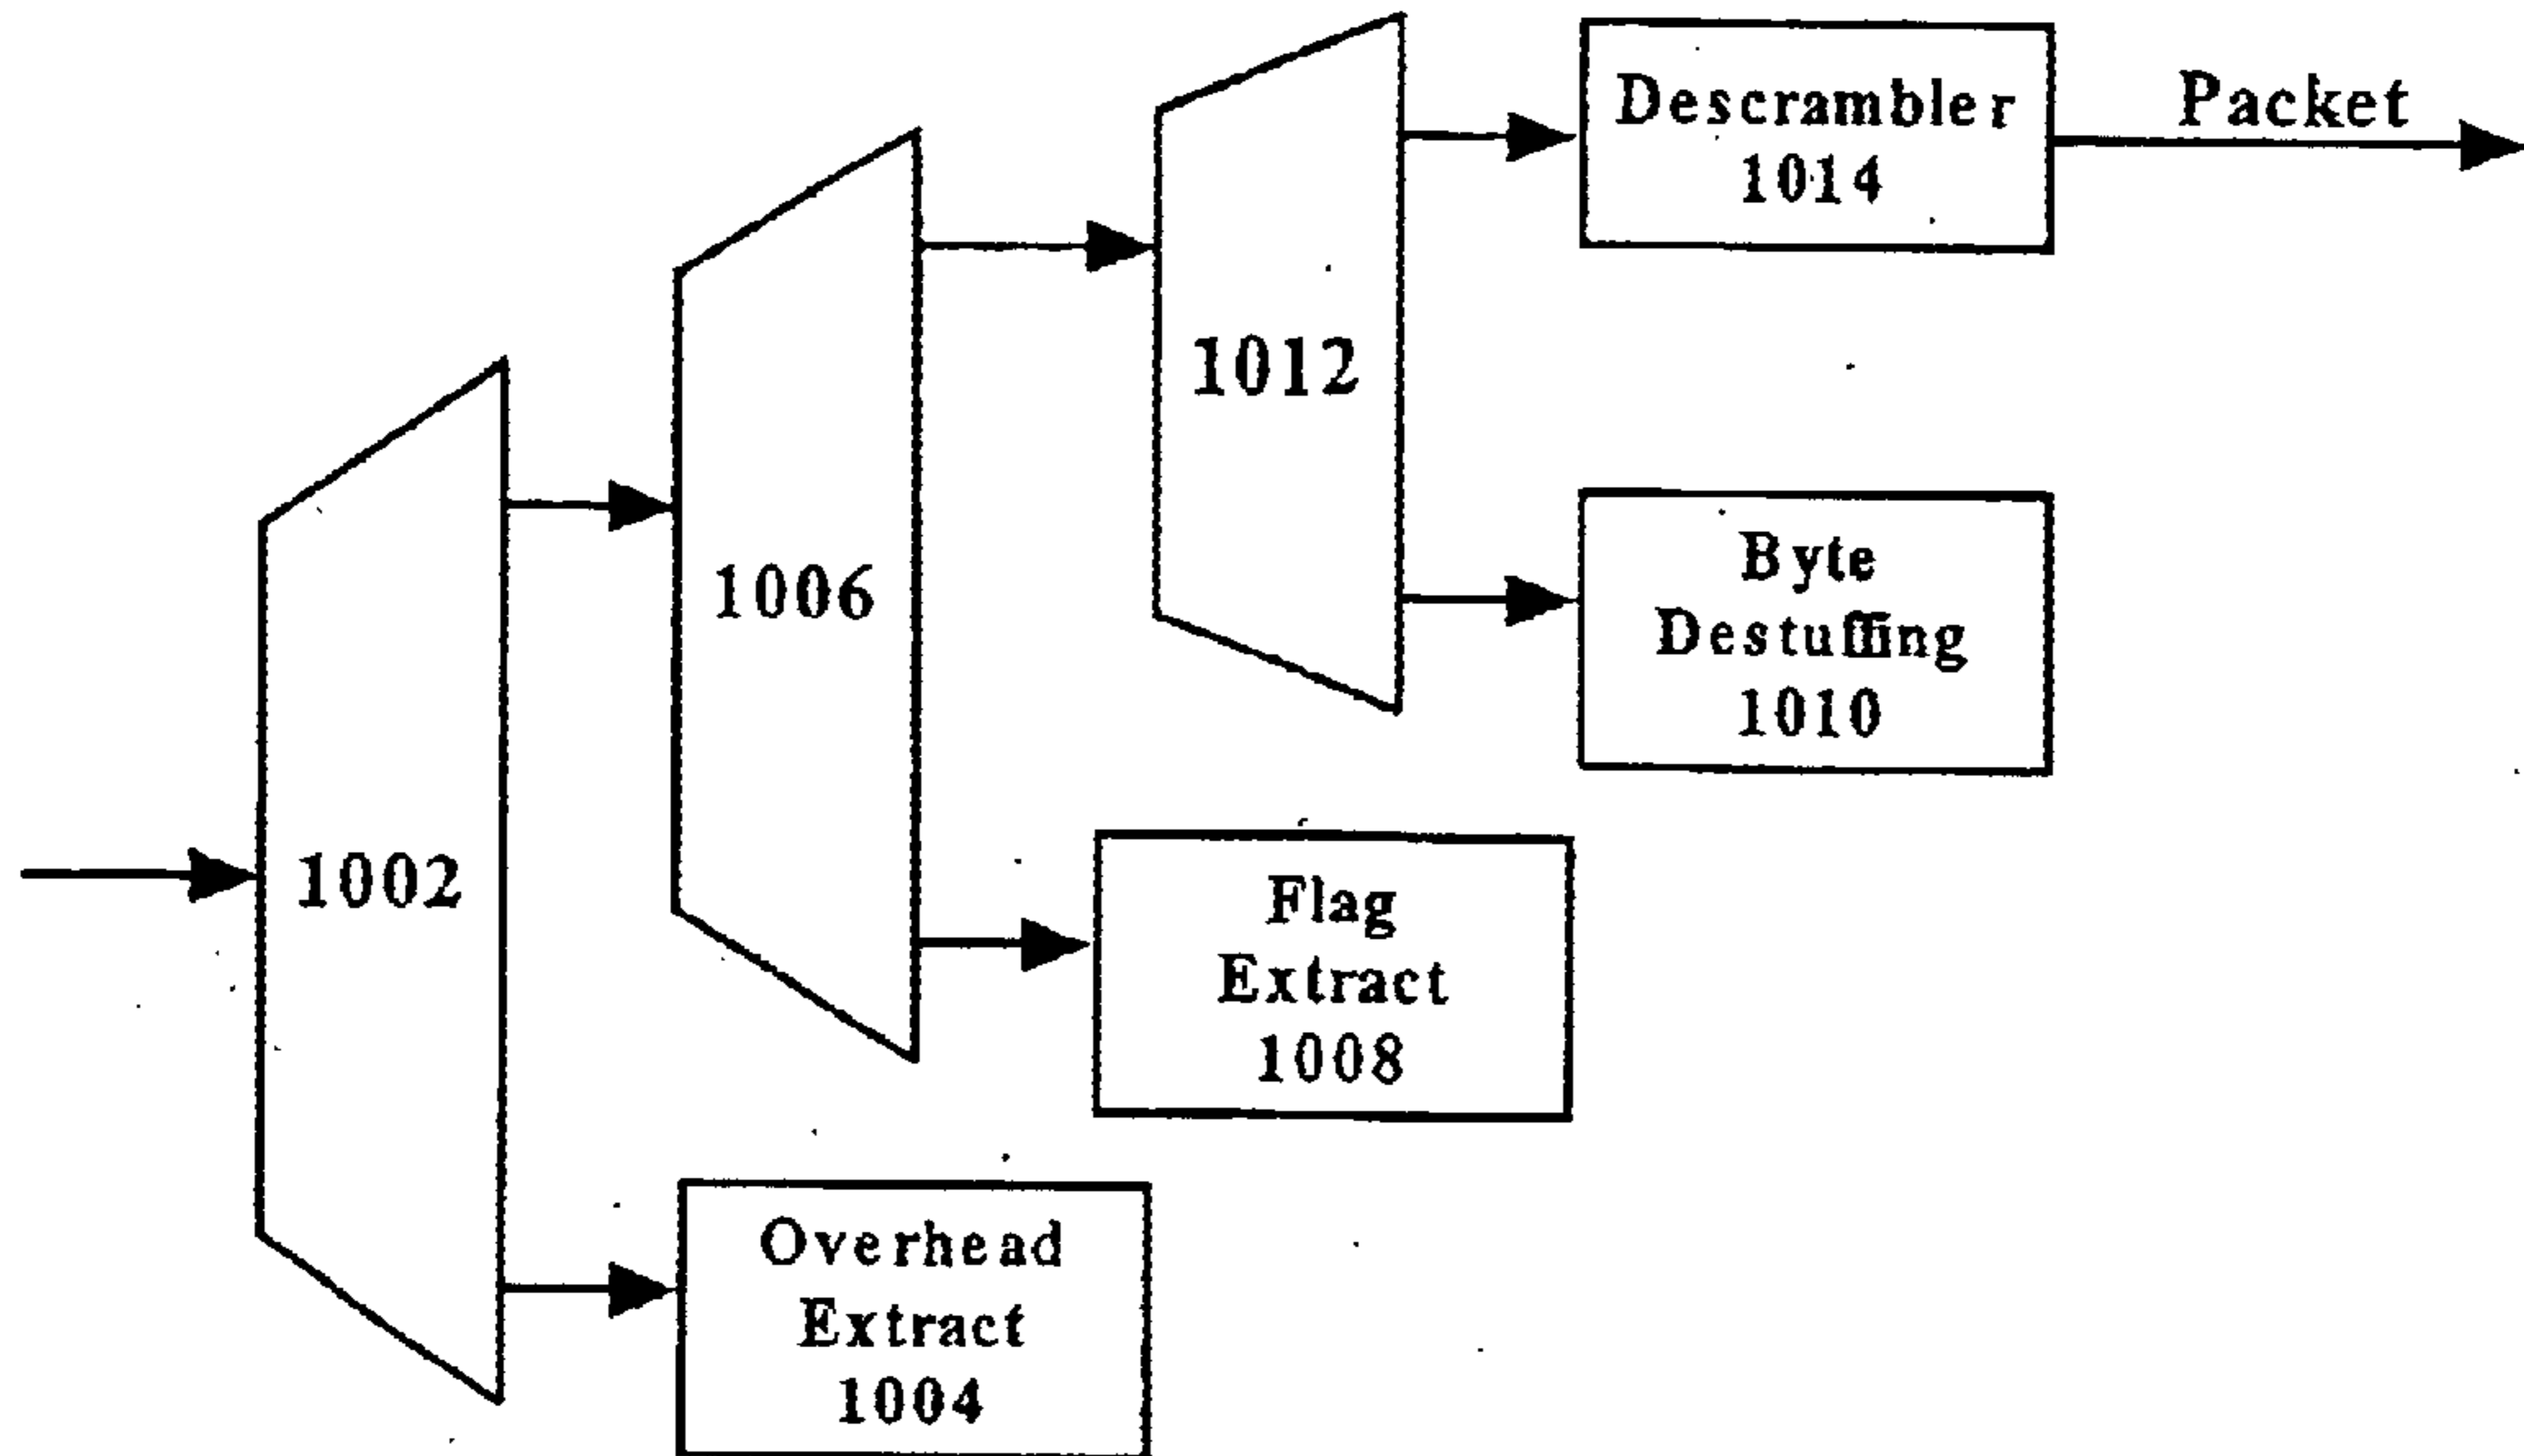 Descrambler
1014
Packet
1012
1006
Byte
Destuffing
1010
1002
Flag
Extract
1008
Overhead
Extract
1004